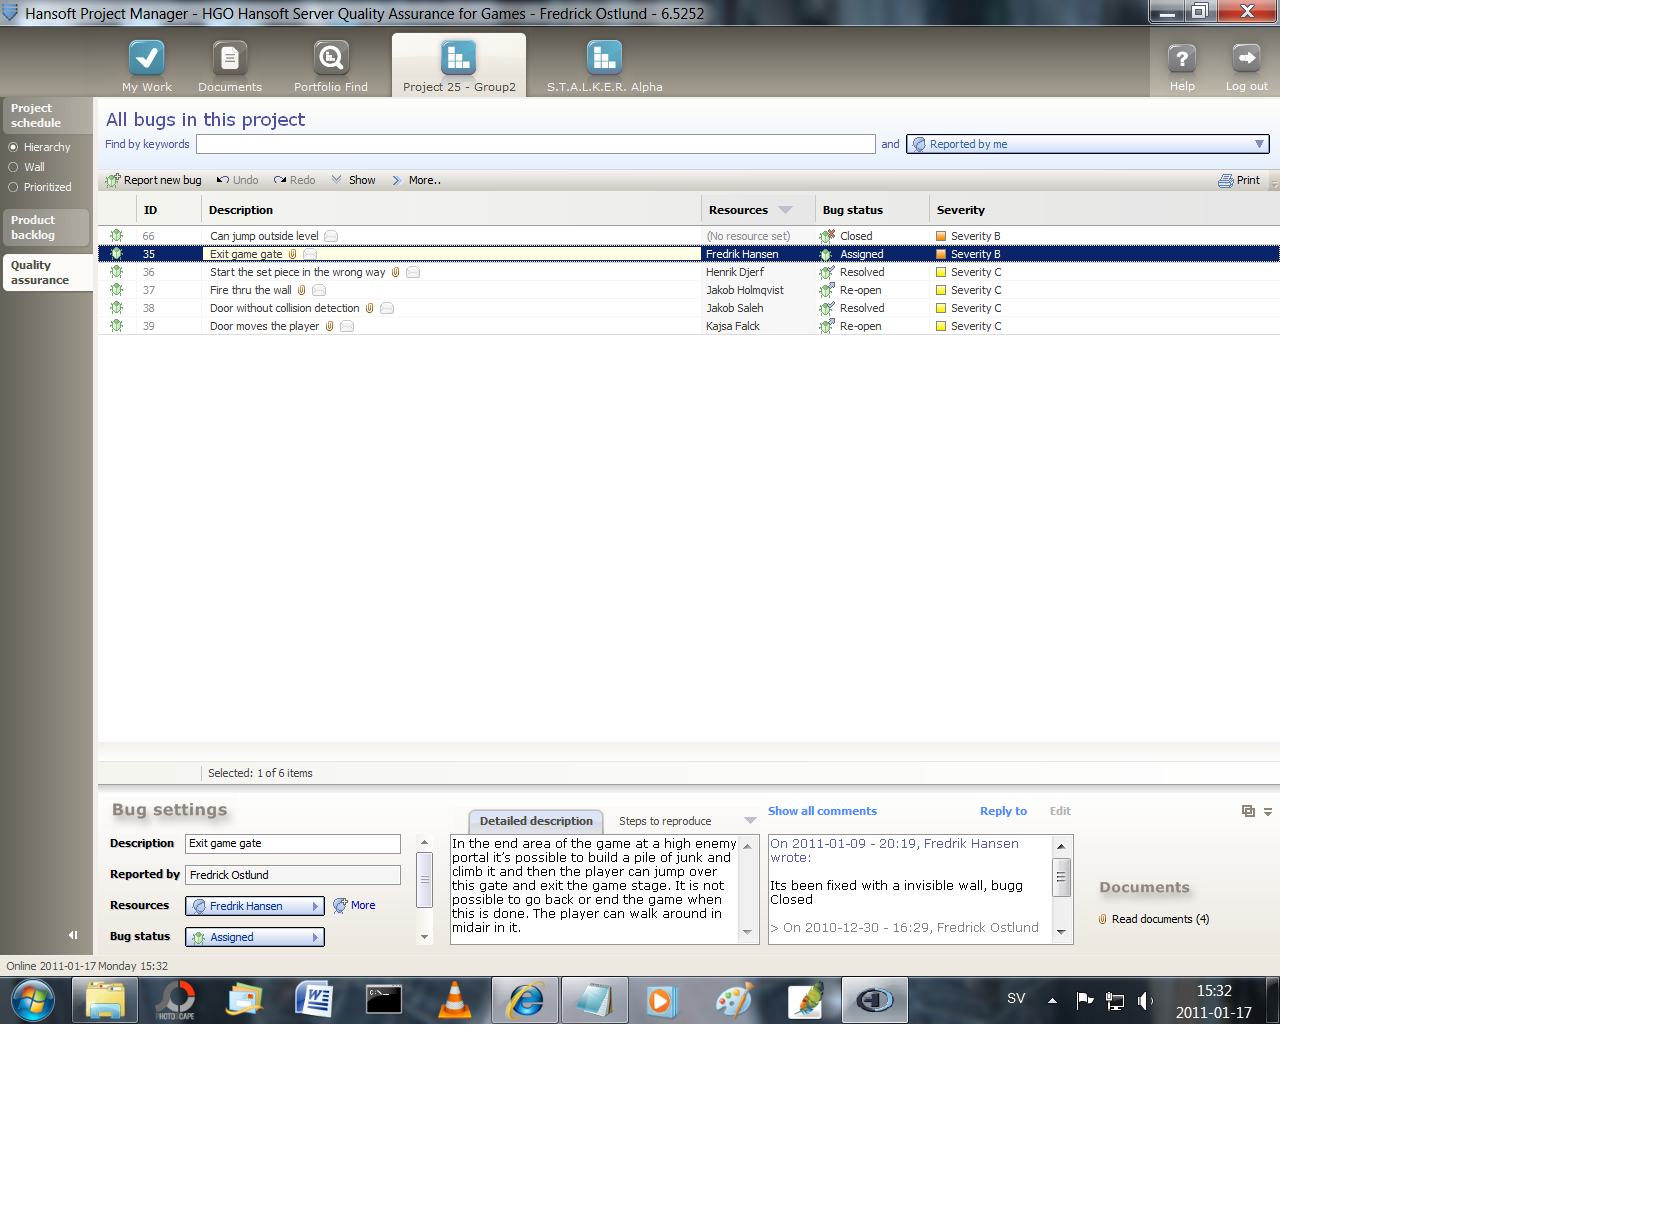 Hansoft Project Manager - HGO Hansoft Server Quality Assurance for Games - Fredrick Ostlund - 6.5252
My Work
Documents
Portfolio Find
Project 25 - Group2
S.T.A.L.K.E.R. Alpha
Help
Log out
Project
schedule
Hierarchy
Wall
Prioritized
Product
backlog
Quality
assurance
All bugs in this project
Find by keywords and Reported by me
Report new bug Undo Redo Show More.. Print
ID Description Resources Bug status Severity
66 Can jump outside level (No resource set) Closed Severity B
35 Exit game gate Fredrik Hansen Assigned Severity B
36 Start the set piece in the wrong way Henrik Djerf Resolved Severity C
37 Fire thru the wall Jakob Holmqvist Re-open Severity C
38 Door without collision detection Jakob Saleh Resolved Severity C
39 Door moves the player Kajsa Falck Re-open Severity C
Selected: 1 of 6 items
Bug settings
Description Exit game gate
Reported by Fredrick Ostlund
Resources Fredrik Hansen More
Bug status Assigned
Detailed description Steps to reproduce
In the end area of the game at a high enemy
portal it's possible to build a pile of junk and
climb it and then the player can jump over
this gate and exit the game stage. It is not
possible to go back or end the game when
this is done. The player can walk around in
midair in it.
Show all comments Reply to Edit
On 2011-01-09 - 20:19, Fredrik Hansen
wrote:
Its been fixed with a invisible wall, bugg
Closed
> On 2010-12-30 - 16:29, Fredrick Ostlund
Documents
Read documents (4)
Online 2011-01-17 Monday 15:32
PHOTOSCAPE
SV
15:32
2011-01-17